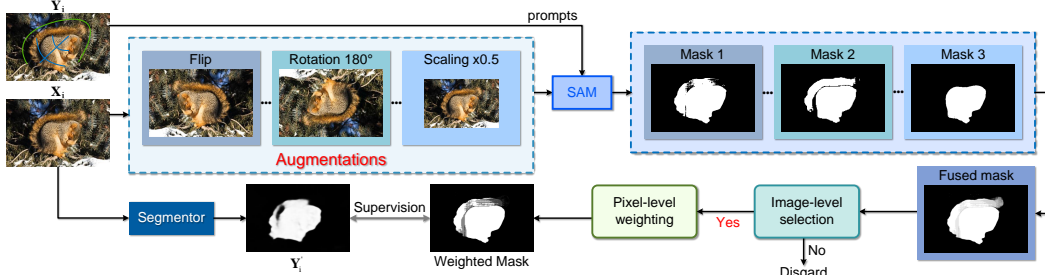 Y_i
prompts
X_i
Flip
Rotation 180°
Scaling x0.5
Augmentations
SAM
Mask 1
Mask 2
Mask 3
Fused mask
Segmentor
Supervision
Weighted Mask
Pixel-level
weighting
Yes
Image-level
selection
No
Disgard
Y_i^'